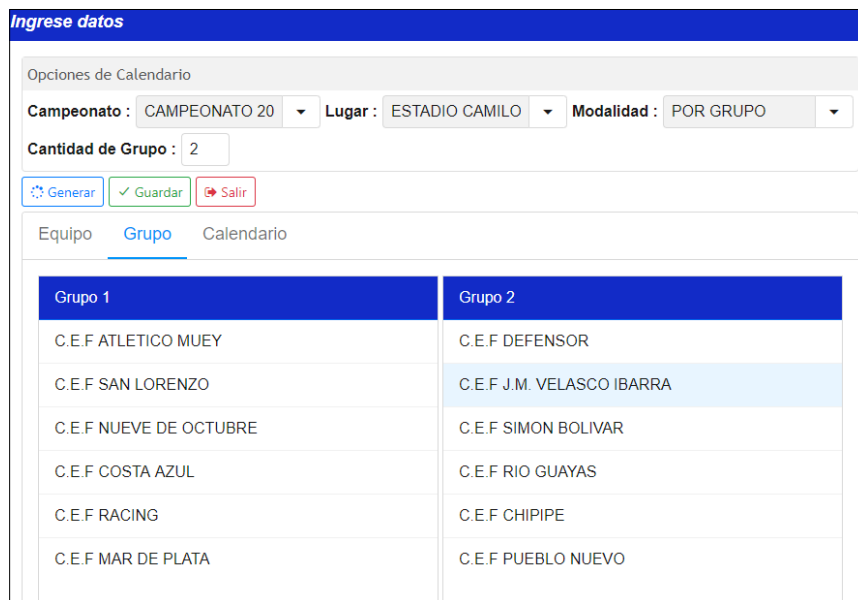 Ingrese datos
Opciones de Calendario
Campeonato : CAMPEONATO 20 Lugar : ESTADIO CAMILO Modalidad : POR GRUPO
Cantidad de Grupo : 2
Generar Guardar Salir
Equipo Grupo Calendario
Grupo 1 Grupo 2
C.E.F ATLETICO MUEY C.E.F DEFENSOR
C.E.F SAN LORENZO C.E.F J.M. VELASCO IBARRA
C.E.F NUEVE DE OCTUBRE C.E.F SIMON BOLIVAR
C.E.F COSTA AZUL C.E.F RIO GUAYAS
C.E.F RACING C.E.F CHIPIPE
C.E.F MAR DE PLATA C.E.F PUEBLO NUEVO